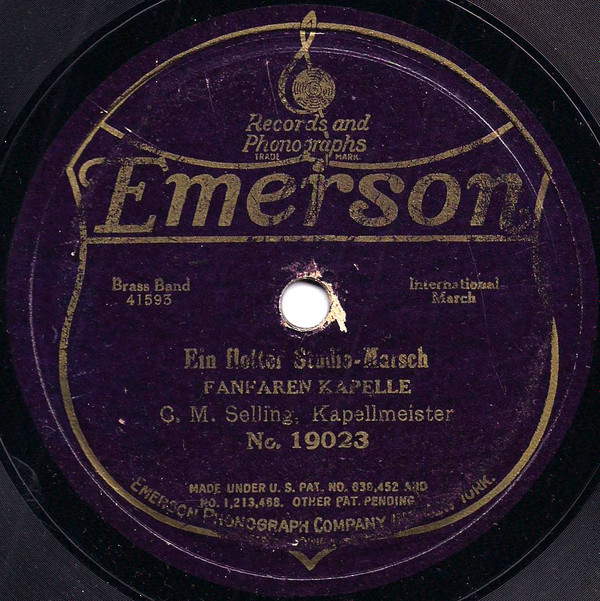 Records and
Phonographs
TRADE MARK
Emerson
Brass Band
41593
International
March
Ein flotter Studio-Marsch
FANFAREN KAPELLE
C. M. Selling, Kapellmeister
No. 19023
MADE UNDER U. S. PAT. NO. 639,452 AND
NO. 1,213,468. OTHER PAT. PENDING
EMERSON PHONOGRAPH COMPANY YORK.